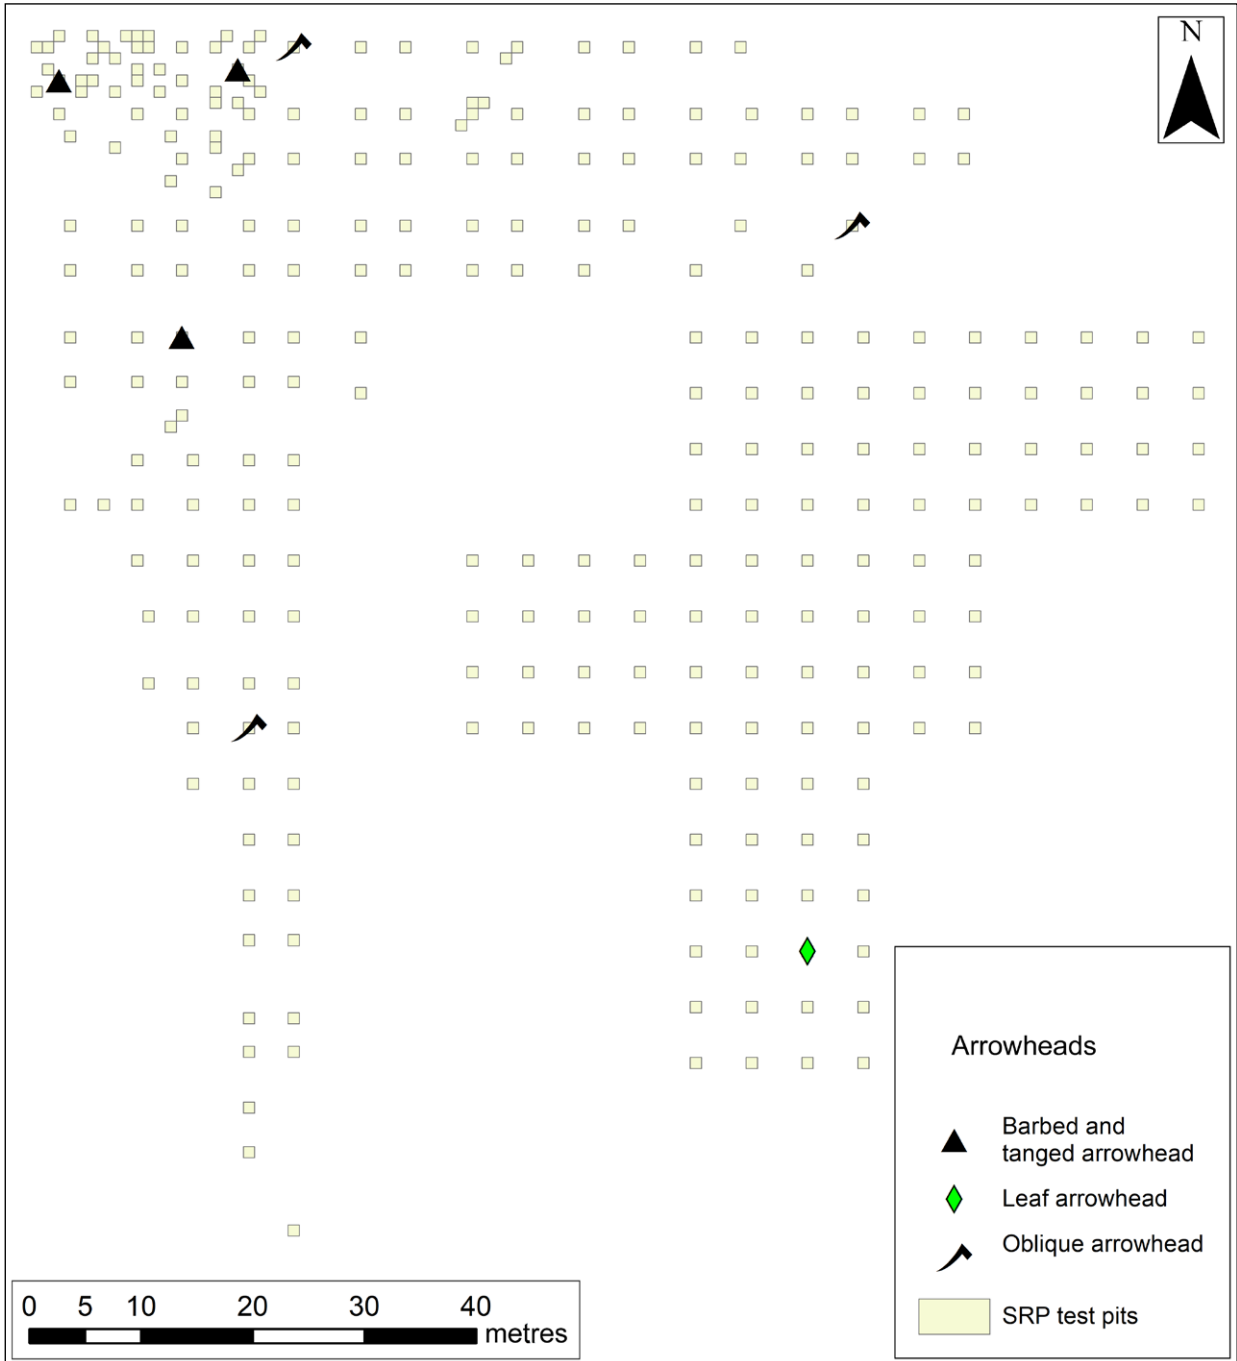 N
Arrowheads
Barbed and
tanged arrowhead
Leaf arrowhead
Oblique arrowhead
SRP test pits
0 5 10 20 30 40
metres